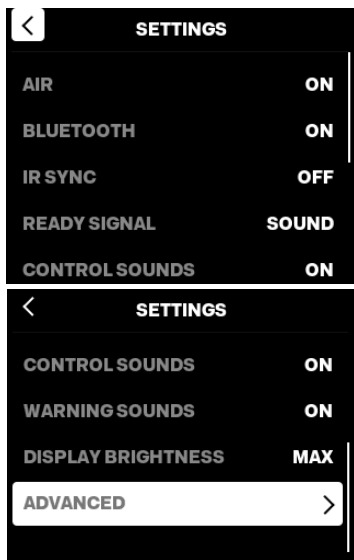 SETTINGS
AIR ON
BLUETOOTH ON
IR SYNC OFF
READY SIGNAL SOUND
CONTROL SOUNDS ON
SETTINGS
CONTROL SOUNDS ON
WARNING SOUNDS ON
DISPLAY BRIGHTNESS MAX
ADVANCED